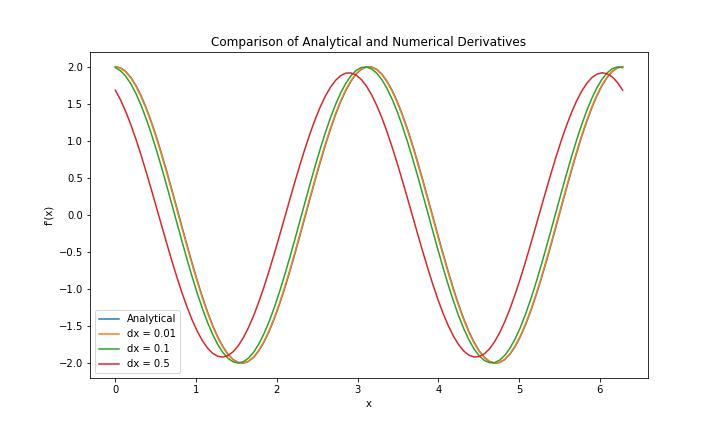 Comparison of Analytical and Numerical Derivatives
2.0
1.5
1.0
0.5
0.0
−0.5
−1.0
−1.5
−2.0
f'(x)
Analytical
dx = 0.01
dx = 0.1
dx = 0.5
0 1 2 3 4 5 6
x